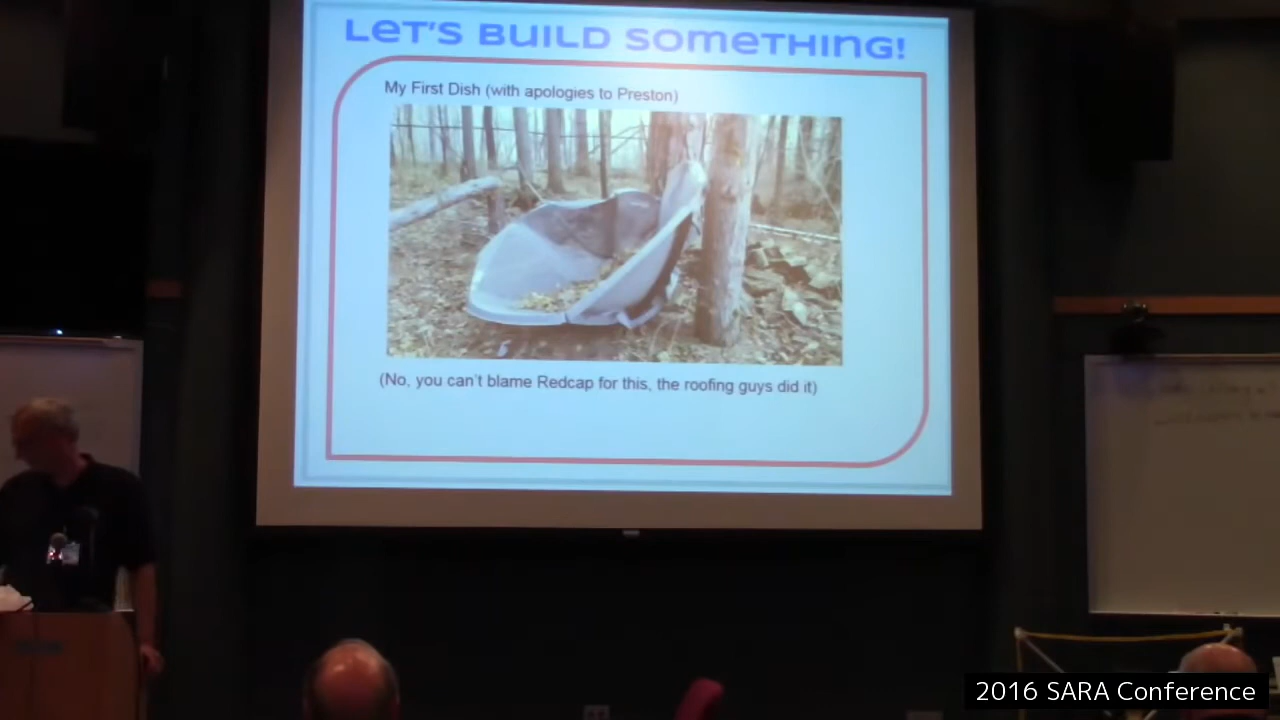 Let's Build Something!
My First Dish (with apologies to Preston)
(No, you can't blame Redcap for this, the roofing guys did it)
2016 SARA Conference